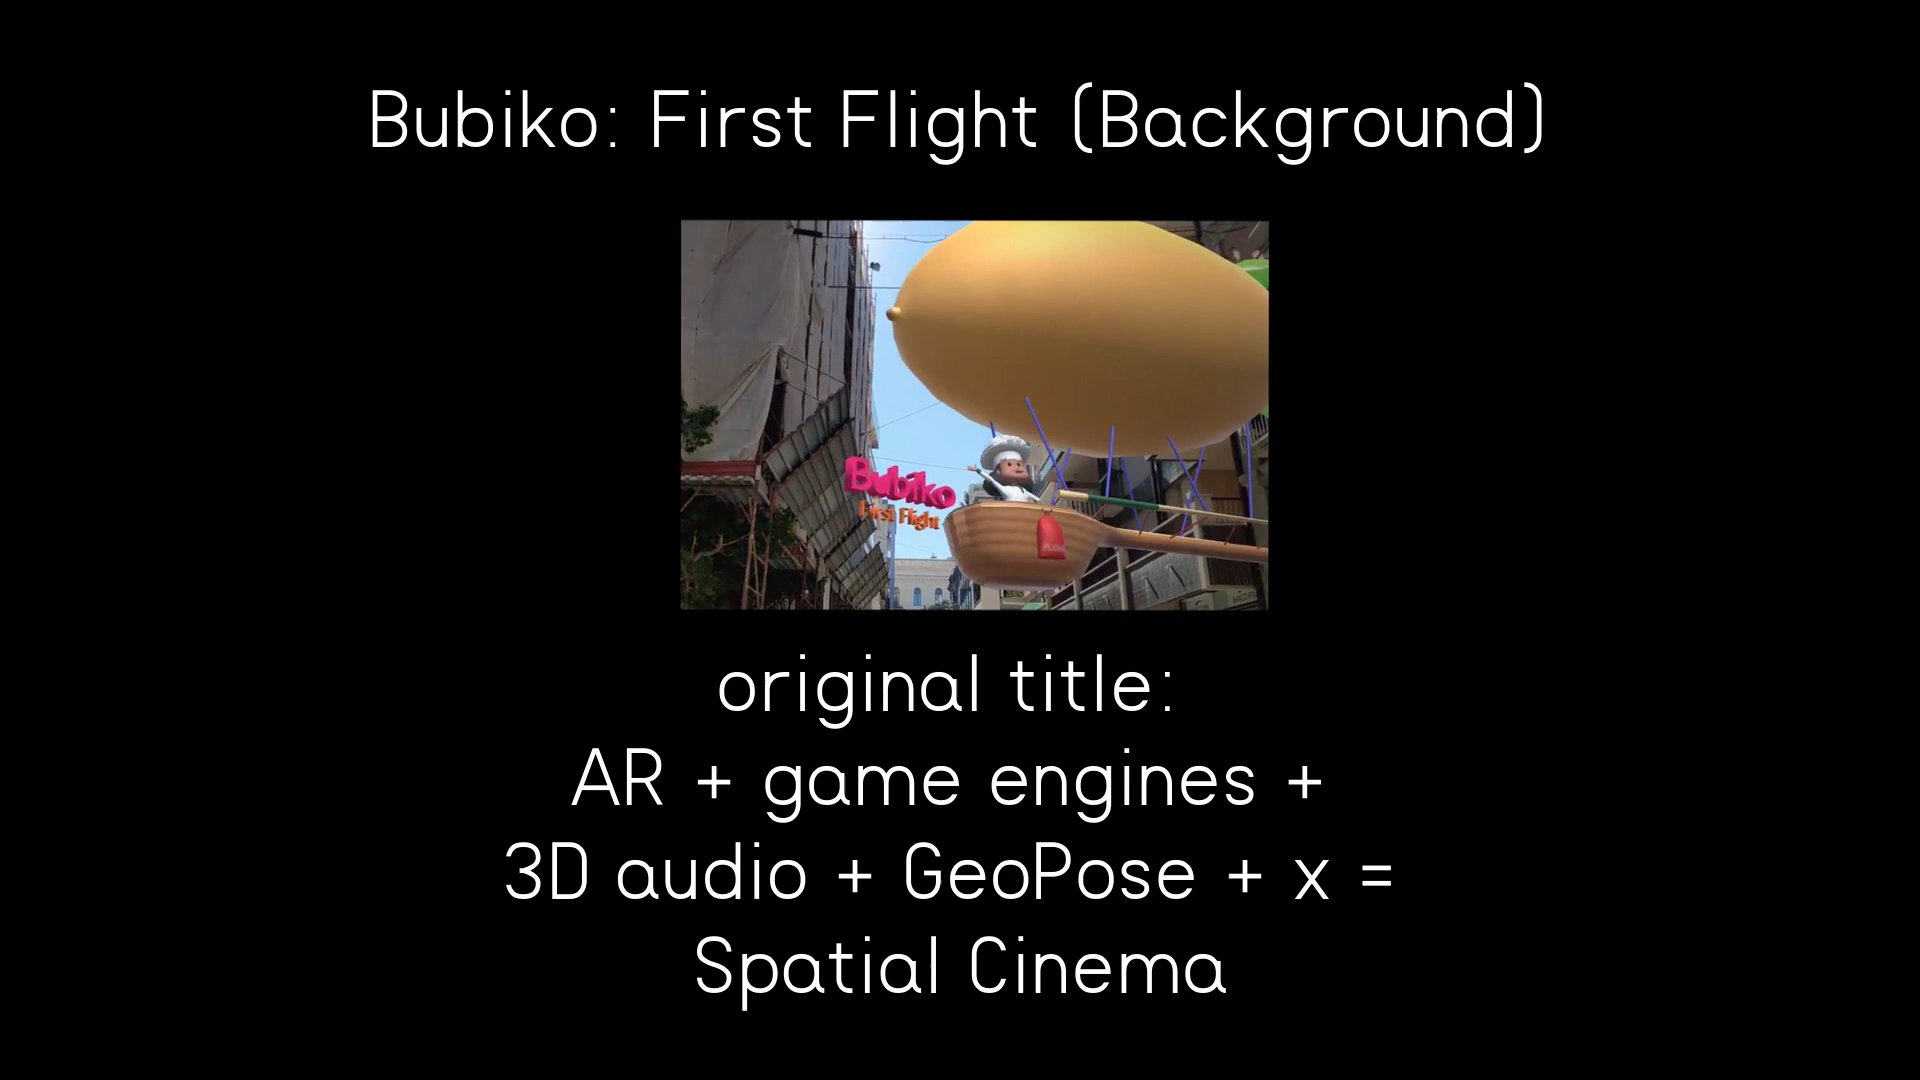 Bubiko: First Flight (Background)
Bubiko
First Flight
original title:
AR + game engines +
3D audio + GeoPose + x =
Spatial Cinema